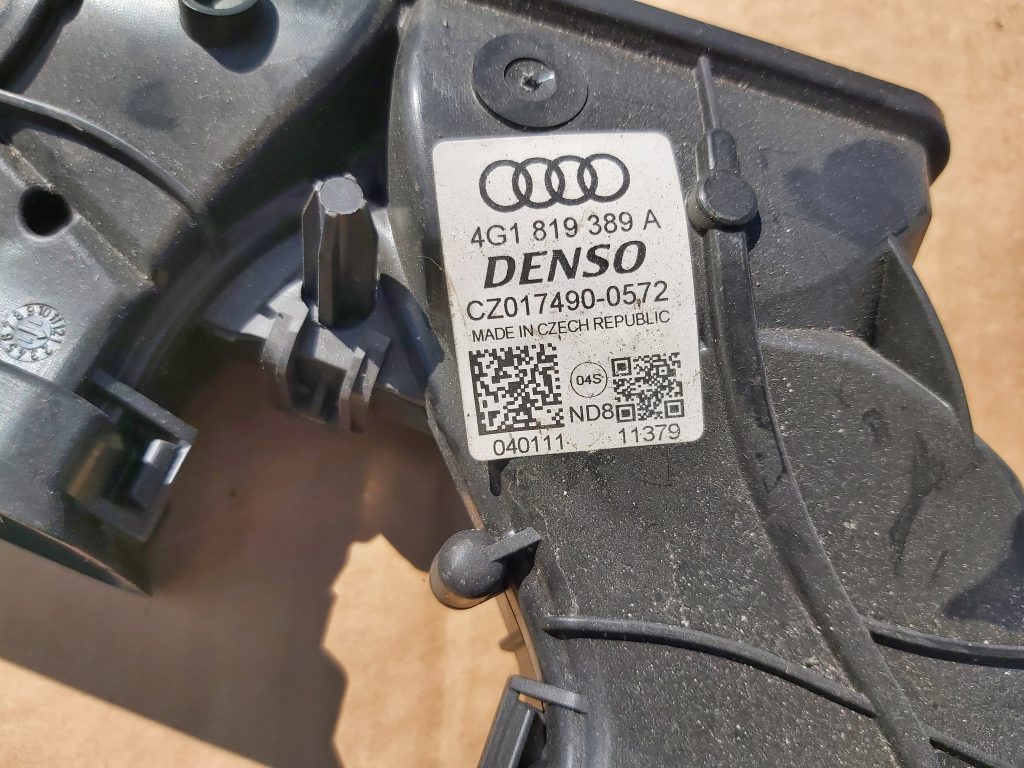 4G1 819 389 A
DENSO
CZ017490-0572
MADE IN CZECH REPUBLIC
04S
ND8
040111 11379